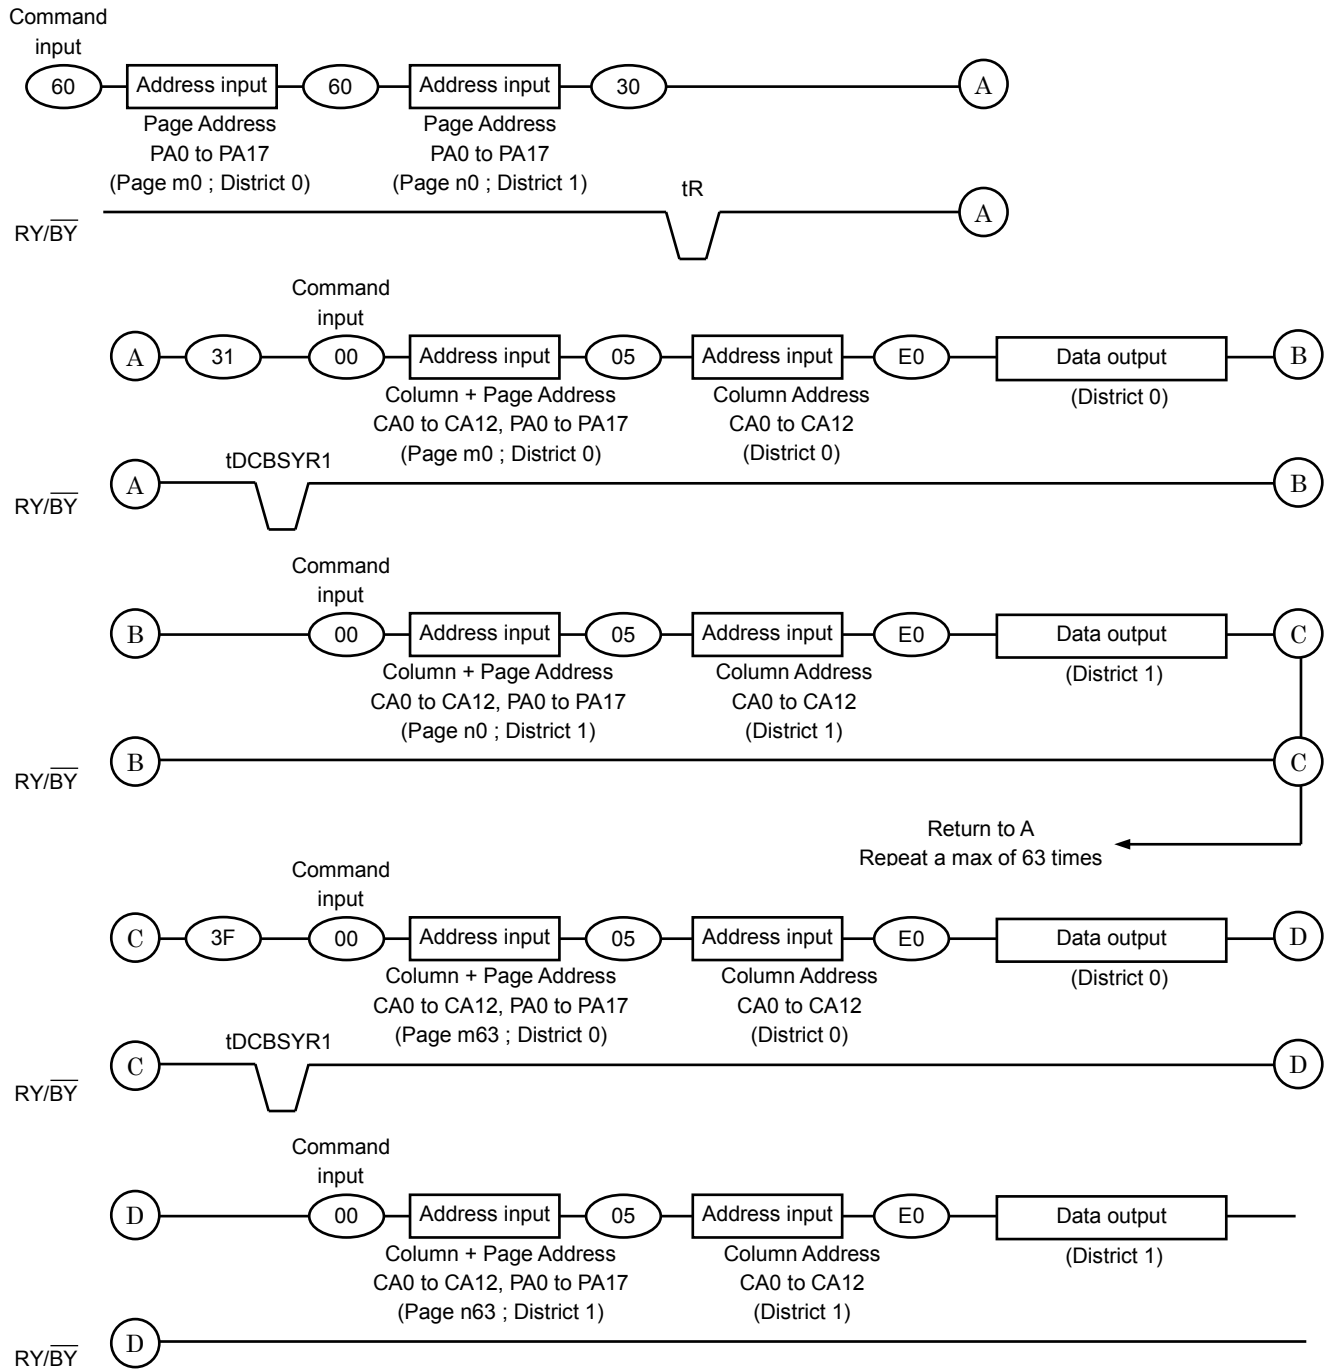 Command
input
60 Address input 60 Address input 30 A
Page Address Page Address
PA0 to PA17 PA0 to PA17
(Page m0 ; District 0) (Page n0 ; District 1)
tR
RY/BY A
Command
input
A 31 00 Address input 05 Address input E0 Data output B
Column + Page Address Column Address (District 0)
CA0 to CA12, PA0 to PA17 CA0 to CA12
(Page m0 ; District 0) (District 0)
tDCBSYR1
RY/BY A B
Command
input
B 00 Address input 05 Address input E0 Data output C
Column + Page Address Column Address (District 1)
CA0 to CA12, PA0 to PA17 CA0 to CA12
(Page n0 ; District 1) (District 1)
RY/BY B C
Return to A
Repeat a max of 63 times
Command
input
C 3F 00 Address input 05 Address input E0 Data output D
Column + Page Address Column Address (District 0)
CA0 to CA12, PA0 to PA17 CA0 to CA12
(Page m63 ; District 0) (District 0)
tDCBSYR1
RY/BY C D
Command
input
D 00 Address input 05 Address input E0 Data output
Column + Page Address Column Address (District 1)
CA0 to CA12, PA0 to PA17 CA0 to CA12
(Page n63 ; District 1) (District 1)
RY/BY D